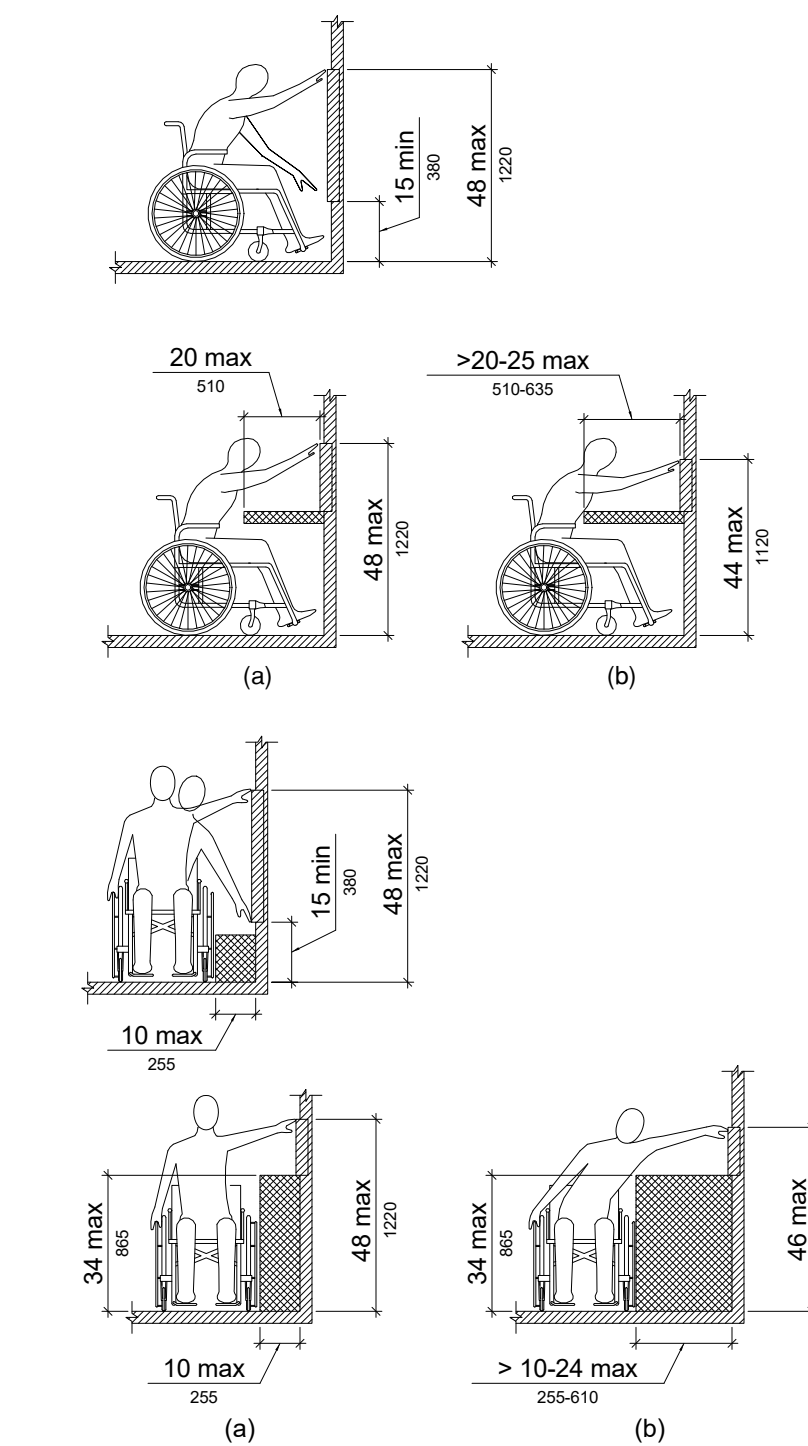 15 min
380
48 max
1220
20 max
510
48 max
1220
(a)
>20-25 max
510-635
44 max
1120
(b)
15 min
380
48 max
1220
10 max
255
34 max
865
48 max
1220
10 max
255
(a)
34 max
865
46 max
> 10-24 max
255-610
(b)